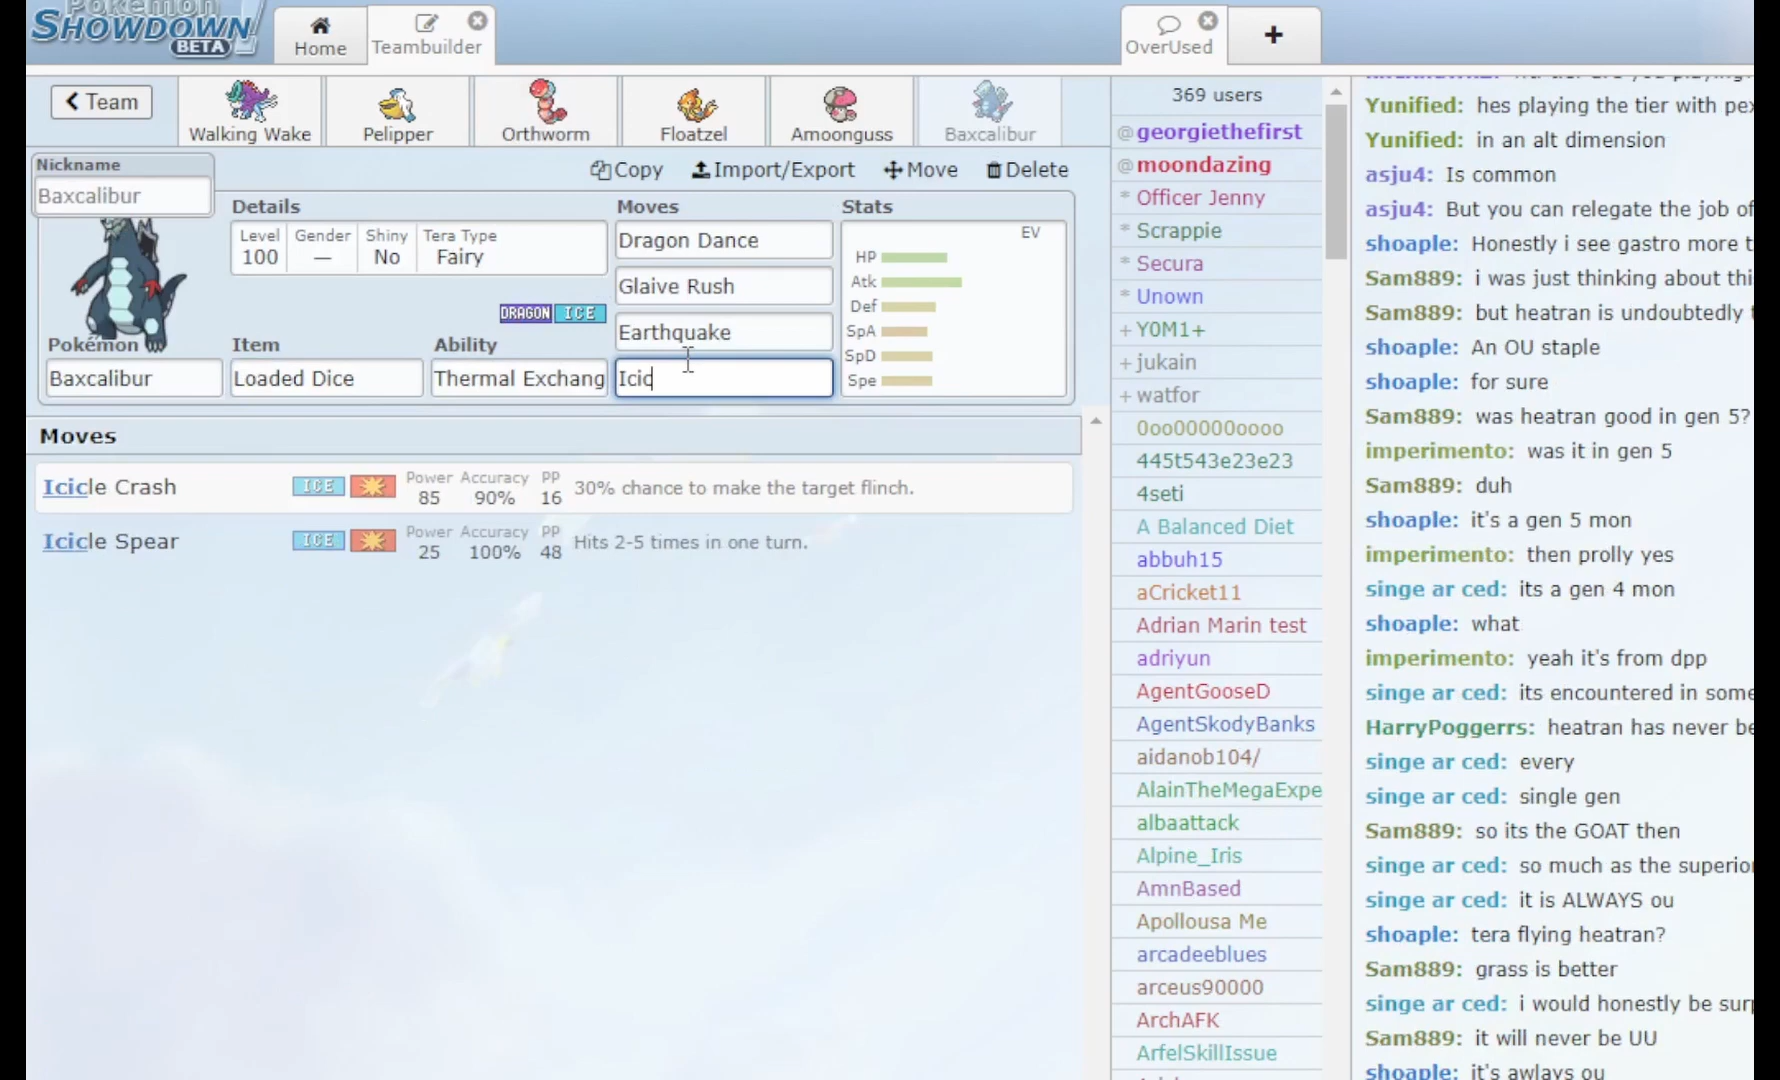 Pokémon
SHOWDOWN!
BETA
Home
Teambuilder
OverUsed
+
Team
Walking Wake
Pelipper
Orthworm
Floatzel
Amoonguss
Baxcalibur
Copy
Import/Export
Move
Delete
Nickname
Baxcalibur
Details
Level
100
Gender
—
Shiny
No
Tera Type
Fairy
DRAGON ICE
Pokémon
Baxcalibur
Item
Loaded Dice
Ability
Thermal Exchang
Moves
Dragon Dance
Glaive Rush
Earthquake
Icic
Stats
EV
HP
Atk
Def
SpA
SpD
Spe
Moves
Icicle Crash ICE Power 85 Accuracy 90% PP 16 30% chance to make the target flinch.
Icicle Spear ICE Power 25 Accuracy 100% PP 48 Hits 2-5 times in one turn.
369 users
@georgiethefirst
@moondazing
* Officer Jenny
* Scrappie
* Secura
* Unown
+ Y0M1+
+ jukain
+ watfor
0oo00000oooo
445t543e23e23
4seti
A Balanced Diet
abbuh15
aCricket11
Adrian Marin test
adriyun
AgentGooseD
AgentSkodyBanks
aidanob104/
AlainTheMegaExpe
albaattack
Alpine_Iris
AmnBased
Apollousa Me
arcadeeblues
arceus90000
ArchAFK
ArfelSkillIssue
Yunified: hes playing the tier with pex
Yunified: in an alt dimension
asju4: Is common
asju4: But you can relegate the job of
shoaple: Honestly i see gastro more t
Sam889: i was just thinking about thi
Sam889: but heatran is undoubtedly
shoaple: An OU staple
shoaple: for sure
Sam889: was heatran good in gen 5?
imperimento: was it in gen 5
Sam889: duh
shoaple: it's a gen 5 mon
imperimento: then prolly yes
singe ar ced: its a gen 4 mon
shoaple: what
imperimento: yeah it's from dpp
singe ar ced: its encountered in some
HarryPoggerrs: heatran has never be
singe ar ced: every
singe ar ced: single gen
Sam889: so its the GOAT then
singe ar ced: so much as the superio
singe ar ced: it is ALWAYS ou
shoaple: tera flying heatran?
Sam889: grass is better
singe ar ced: i would honestly be surp
Sam889: it will never be UU
shoaple: it's awlays ou